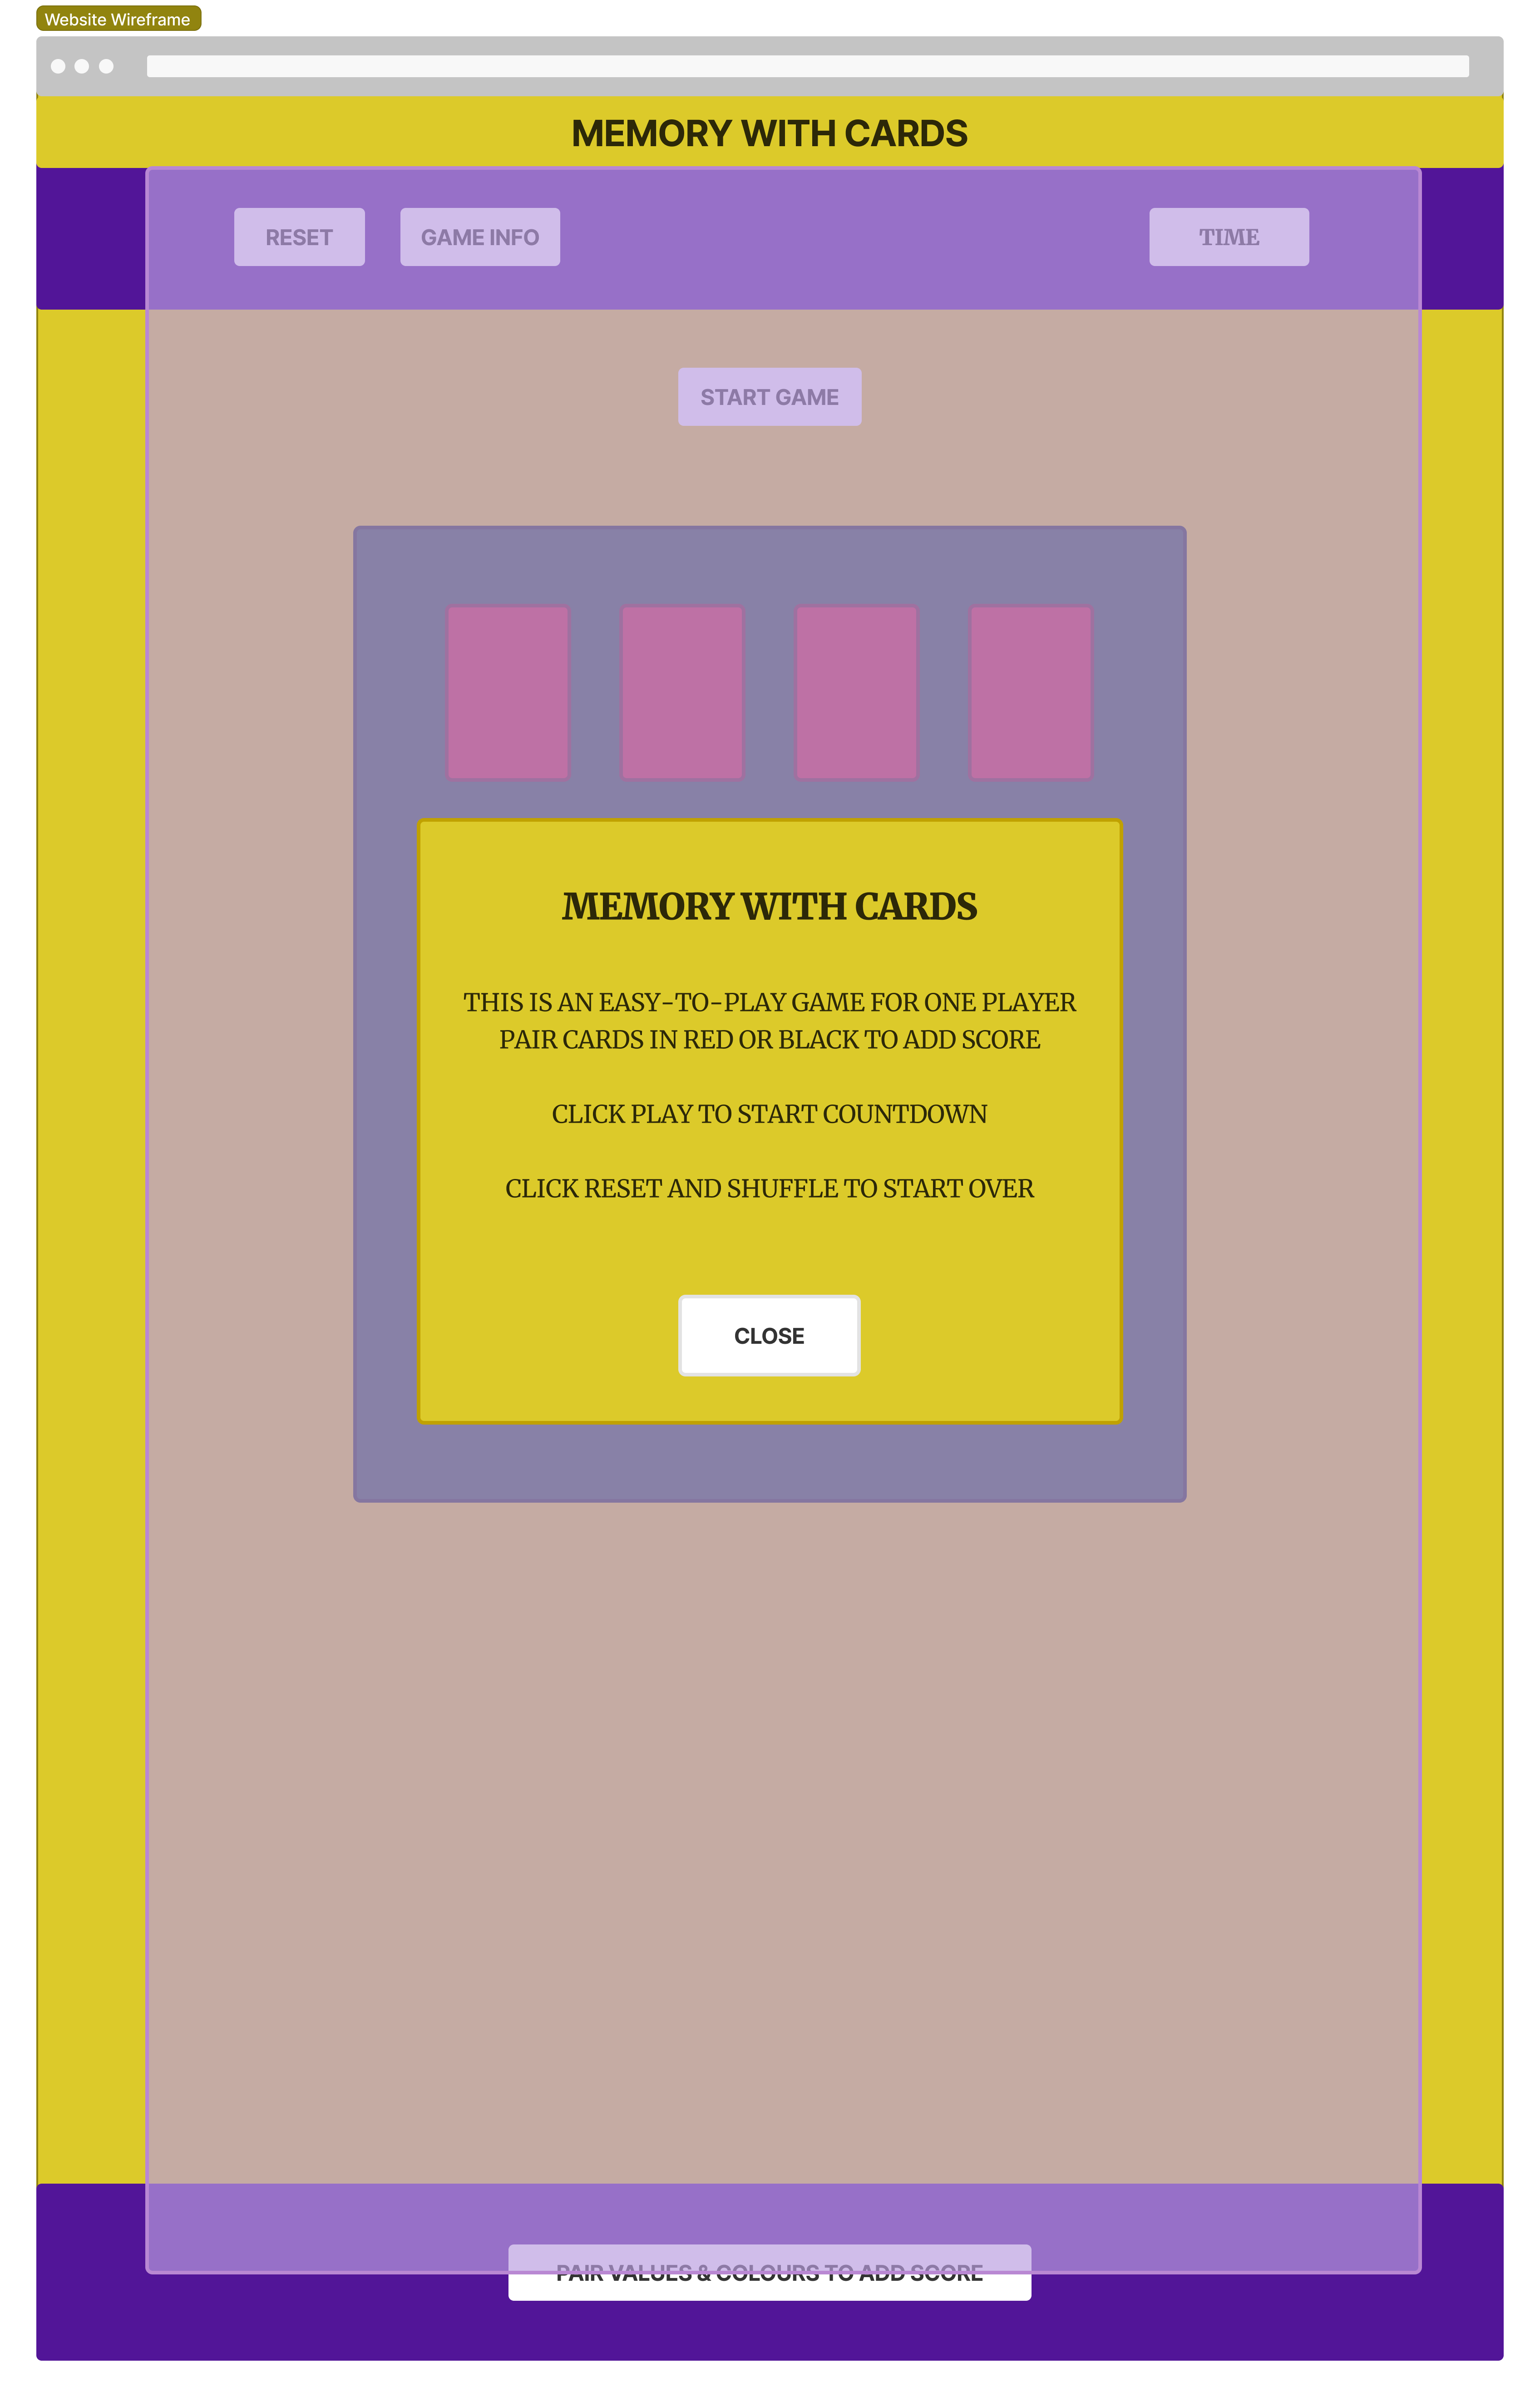 Website Wireframe
MEMORY WITH CARDS
RESET
GAME INFO
TIME
START GAME
MEMORY WITH CARDS
THIS IS AN EASY-TO-PLAY GAME FOR ONE PLAYER
PAIR CARDS IN RED OR BLACK TO ADD SCORE
CLICK PLAY TO START COUNTDOWN
CLICK RESET AND SHUFFLE TO START OVER
CLOSE
PAIR VALUES & COLOURS TO ADD SCORE